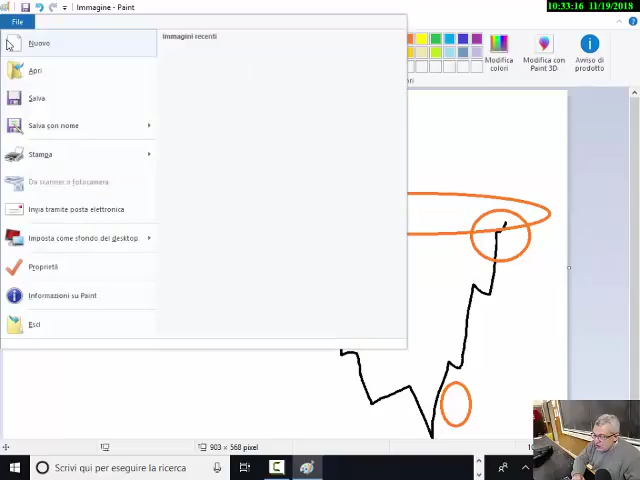 Immagine - Paint
10:33:16 11/19/2018
File
Nuovo
Immagini recenti
Apri
Salva
Salva con nome
Stampa
Da scanner o fotocamera
Invia tramite posta elettronica
Imposta come sfondo del desktop
Proprietà
Informazioni su Paint
Esci
Modifica colori
Modifica con Paint 3D
Avviso di prodotto
903 × 568 pixel
Scrivi qui per eseguire la ricerca